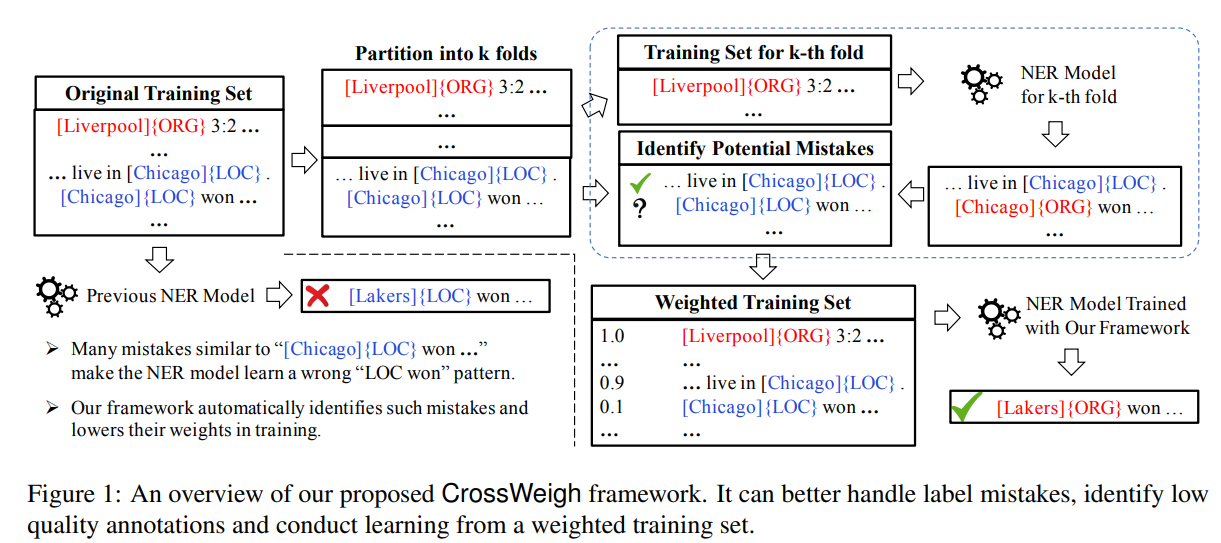 Original Training Set
[Liverpool]{ORG} 3:2 ...
...
... live in [Chicago]{LOC} .
[Chicago]{LOC} won ...
...
Partition into k folds
[Liverpool]{ORG} 3:2 ...
...
...
... live in [Chicago]{LOC} .
[Chicago]{LOC} won ...
...
Training Set for k-th fold
[Liverpool]{ORG} 3:2 ...
...
NER Model
for k-th fold
Identify Potential Mistakes
✓ ... live in [Chicago]{LOC} .
? [Chicago]{LOC} won ...
...
... live in [Chicago]{LOC} .
[Chicago]{ORG} won ...
...
Previous NER Model
[Lakers]{LOC} won ...
➢ Many mistakes similar to “[Chicago]{LOC} won ...”
make the NER model learn a wrong “LOC won” pattern.
➢ Our framework automatically identifies such mistakes and
lowers their weights in training.
Weighted Training Set
1.0 [Liverpool]{ORG} 3:2 ...
... ...
0.9 ... live in [Chicago]{LOC} .
0.1 [Chicago]{LOC} won ...
... ...
NER Model Trained
with Our Framework
[Lakers]{ORG} won ...
Figure 1: An overview of our proposed CrossWeigh framework. It can better handle label mistakes, identify low
quality annotations and conduct learning from a weighted training set.